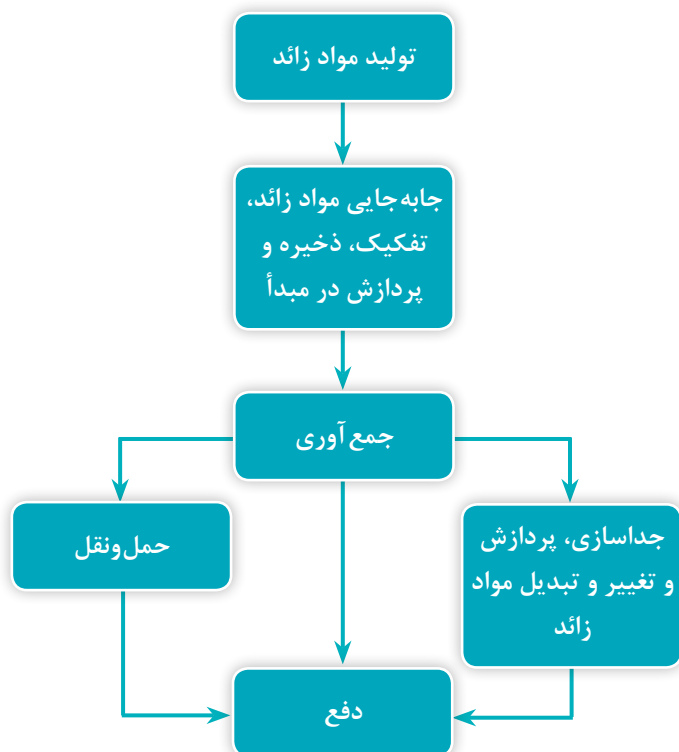 تولید مواد زائد
جابه‌جایی مواد زائد،
تفکیک، ذخیره و
پردازش در مبدأ
جمع‌آوری
جداسازی، پردازش
و تغییر و تبدیل مواد
زائد
حمل‌ونقل
دفع